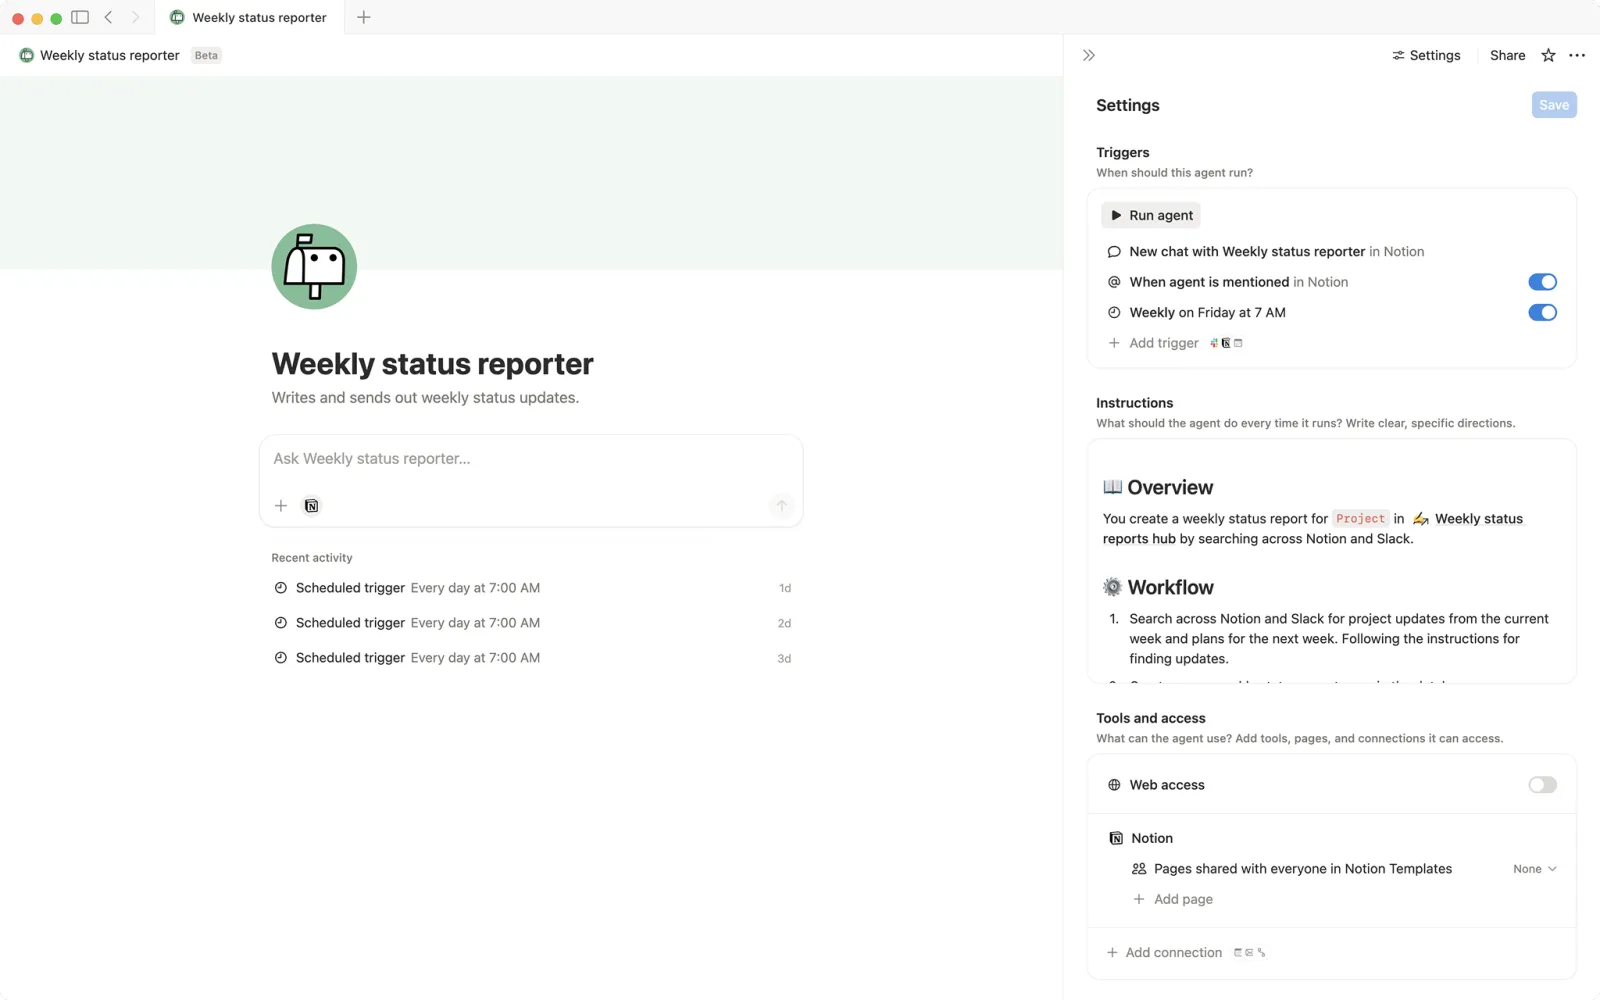 Weekly status reporter
Weekly status reporter Beta
Settings Share
Weekly status reporter
Writes and sends out weekly status updates.
Ask Weekly status reporter...
Recent activity
Scheduled trigger Every day at 7:00 AM 1d
Scheduled trigger Every day at 7:00 AM 2d
Scheduled trigger Every day at 7:00 AM 3d
Settings Save
Triggers
When should this agent run?
Run agent
New chat with Weekly status reporter in Notion
When agent is mentioned in Notion
Weekly on Friday at 7 AM
Add trigger
Instructions
What should the agent do every time it runs? Write clear, specific directions.
Overview
You create a weekly status report for Project in Weekly status
reports hub by searching across Notion and Slack.
Workflow
1. Search across Notion and Slack for project updates from the current
week and plans for the next week. Following the instructions for
finding updates.
Tools and access
What can the agent use? Add tools, pages, and connections it can access.
Web access
Notion
Pages shared with everyone in Notion Templates None
Add page
Add connection